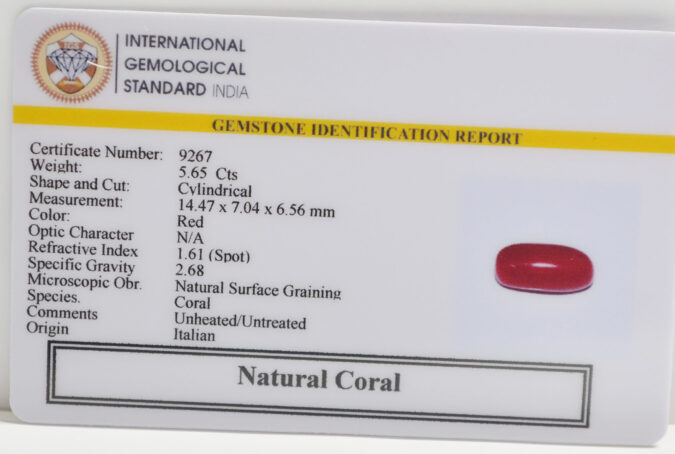 INTERNATIONAL
GEMOLOGICAL
STANDARD INDIA
GEMSTONE IDENTIFICATION REPORT
Certificate Number: 9267
Weight: 5.65 Cts
Shape and Cut: Cylindrical
Measurement: 14.47 x 7.04 x 6.56 mm
Color: Red
Optic Character N/A
Refractive Index 1.61 (Spot)
Specific Gravity 2.68
Microscopic Obr. Natural Surface Graining
Species. Coral
Comments Unheated/Untreated
Origin Italian
Natural Coral